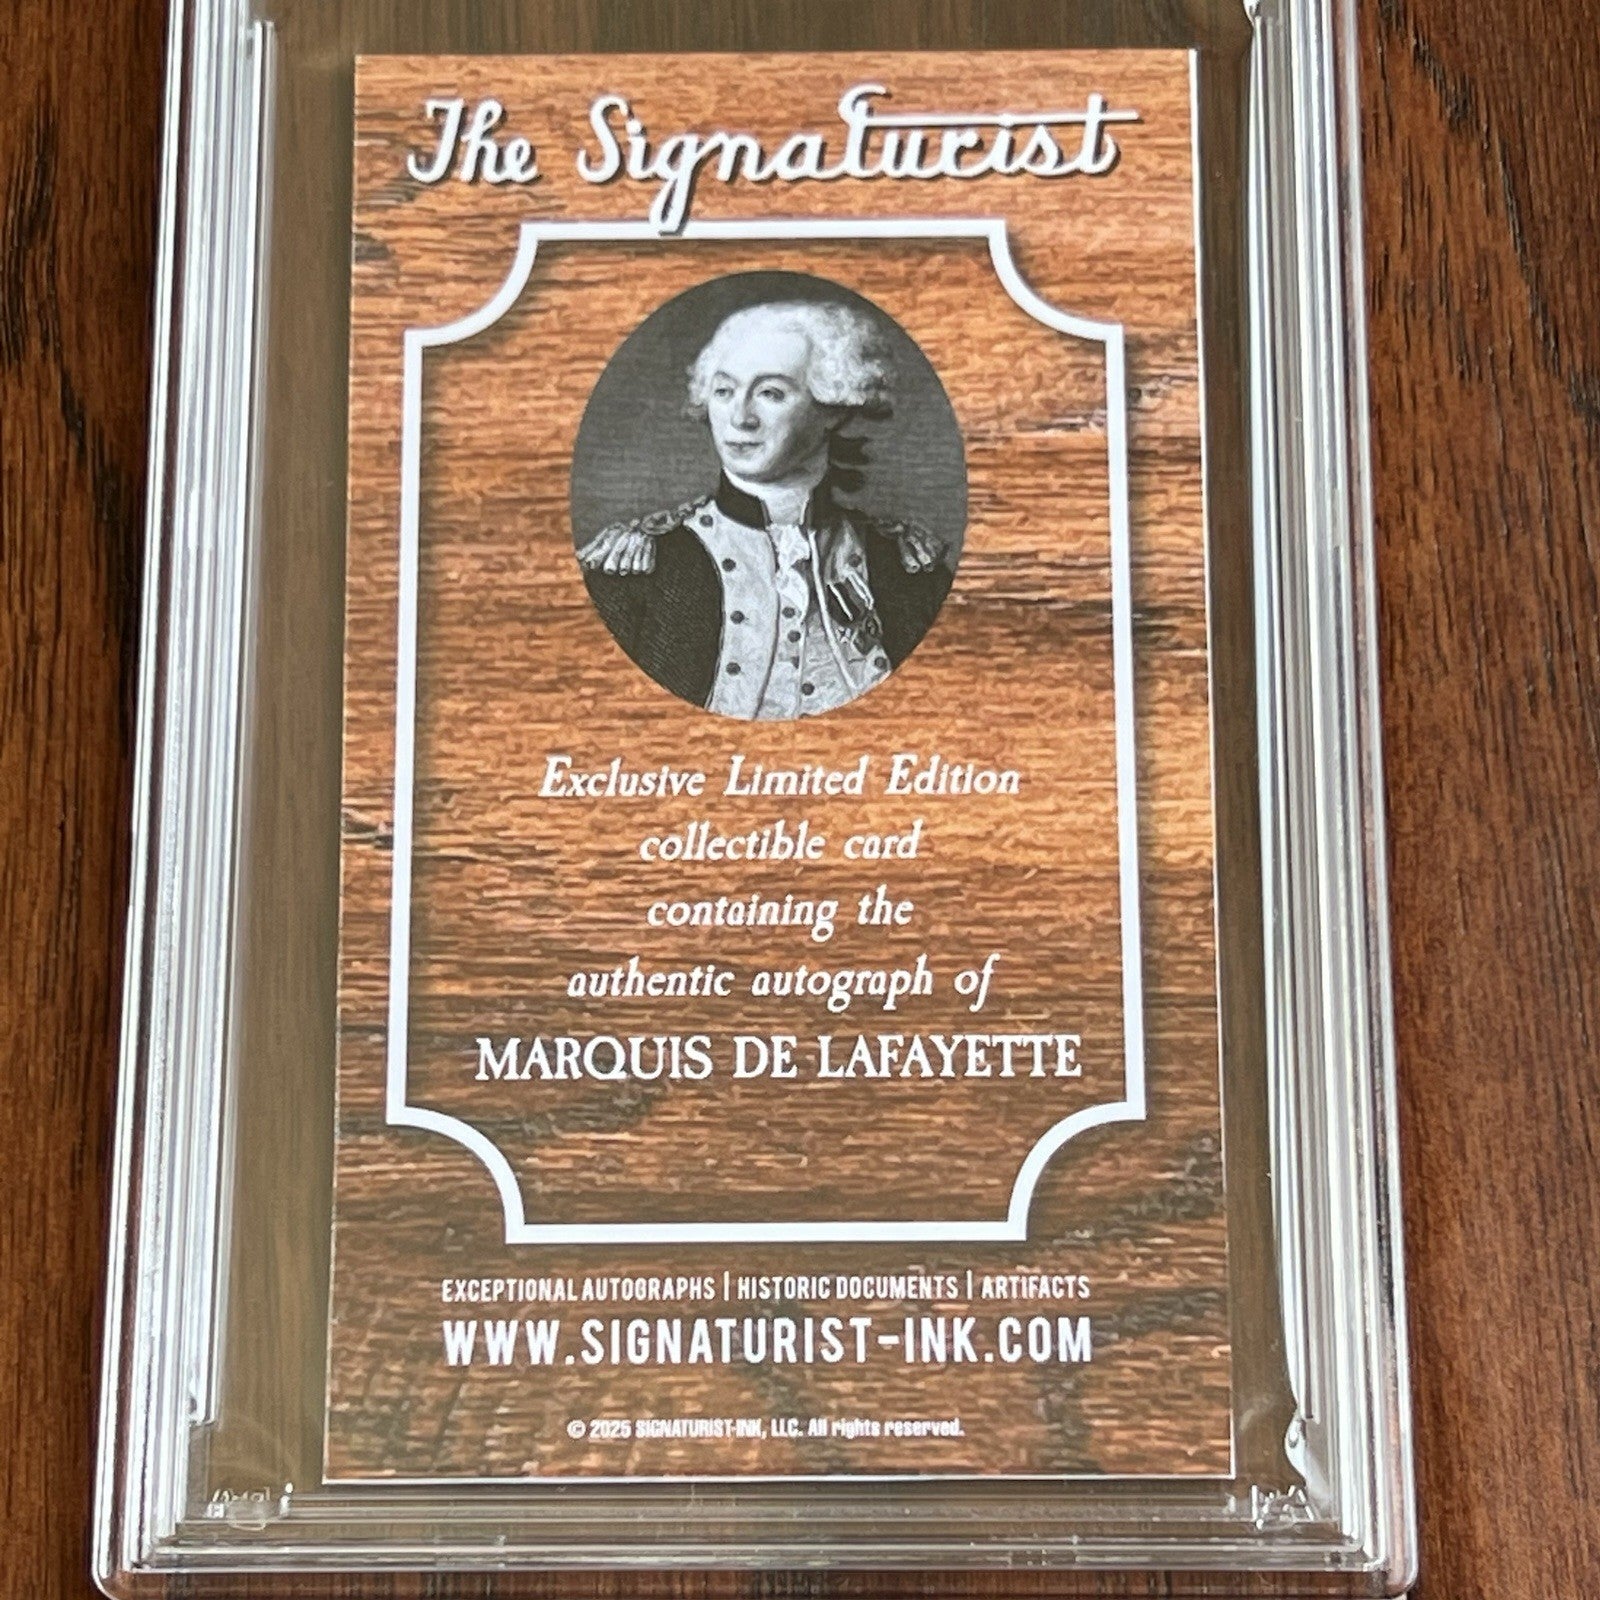 The Signaturist
Exclusive Limited Edition
collectible card
containing the
authentic autograph of
MARQUIS DE LAFAYETTE
EXCEPTIONAL AUTOGRAPHS | HISTORIC DOCUMENTS | ARTIFACTS
WWW.SIGNATURIST-INK.COM
© 2025 SIGNATURIST-INK, LLC. All rights reserved.